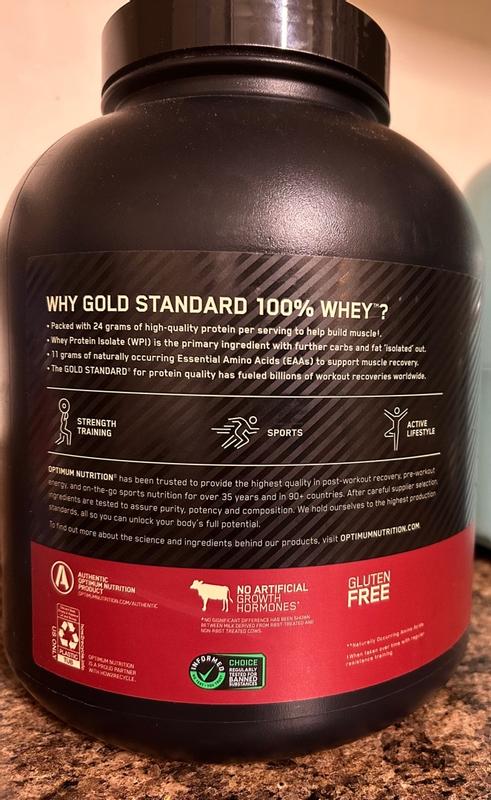 WHY GOLD STANDARD 100% WHEY™?
• Packed with 24 grams of high-quality protein per serving to help build muscle‡.
• Whey Protein Isolate (WPI) is the primary ingredient with further carbs and fat "isolated" out.
• 11 grams of naturally occurring Essential Amino Acids (EAAs) to support muscle recovery.
• The GOLD STANDARD® for protein quality has fueled billions of workout recoveries worldwide.
STRENGTH
TRAINING
SPORTS
ACTIVE
LIFESTYLE
OPTIMUM NUTRITION® has been trusted to provide the highest quality in post-workout recovery, pre-workout
energy, and on-the-go sports nutrition for over 35 years and in 90+ countries. After careful supplier selection,
ingredients are tested to assure purity, potency and composition. We hold ourselves to the highest production
standards, all so you can unlock your body's full potential.
To find out more about the science and ingredients behind our products, visit OPTIMUMNUTRITION.COM
AUTHENTIC
OPTIMUM NUTRITION
PRODUCT
OPTIMUMNUTRITION.COM/AUTHENTIC
NO ARTIFICIAL
GROWTH
HORMONES*
*NO SIGNIFICANT DIFFERENCE HAS BEEN SHOWN
BETWEEN MILK DERIVED FROM RBST TREATED AND
NON-RBST TREATED COWS.
GLUTEN
FREE
US ONLY
PLASTIC
TUB
how2recycle.info
OPTIMUM NUTRITION
IS A PROUD PARTNER
WITH HOW2RECYCLE.
INFORMED
CHOICE
REGULARLY
TESTED FOR
BANNED
SUBSTANCES
**Naturally Occurring Amino Acids
‡When taken over time with regular
resistance training